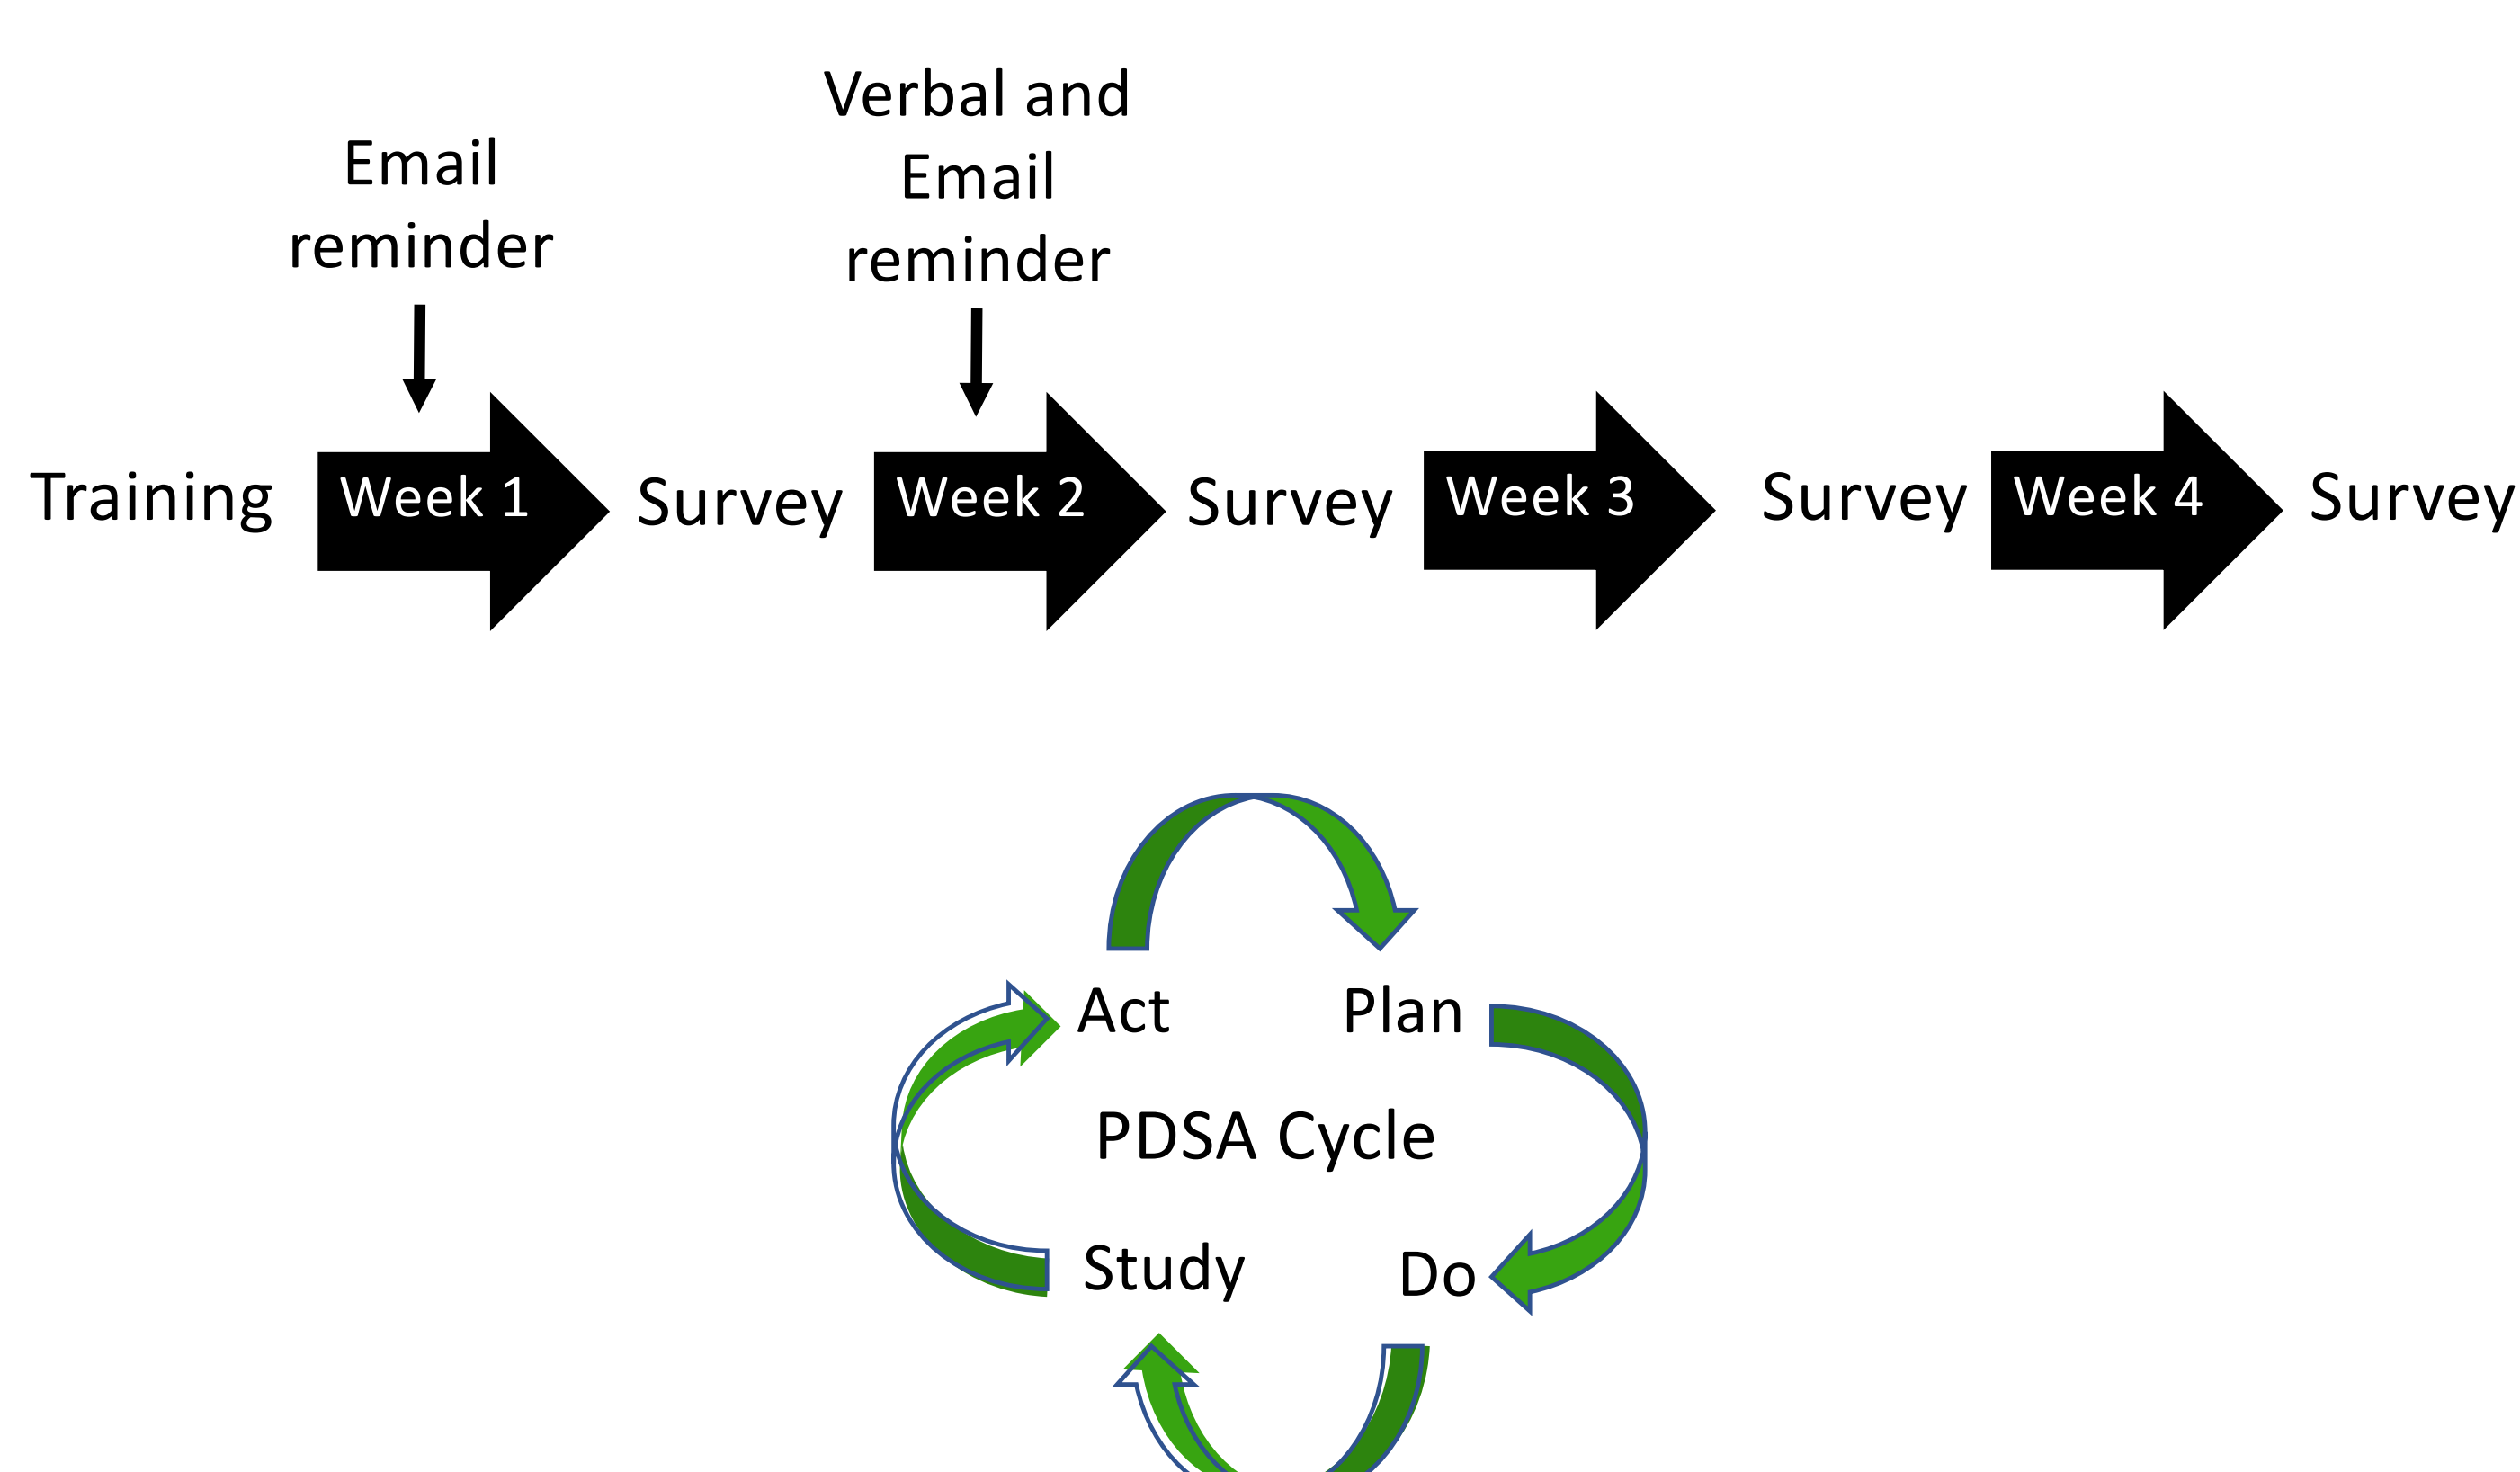 Verbal and
Email
reminder
Email
reminder
Training Week 1 Survey Week 2 Survey Week 3 Survey Week 4 Survey
Act Plan
PDSA Cycle
Study Do